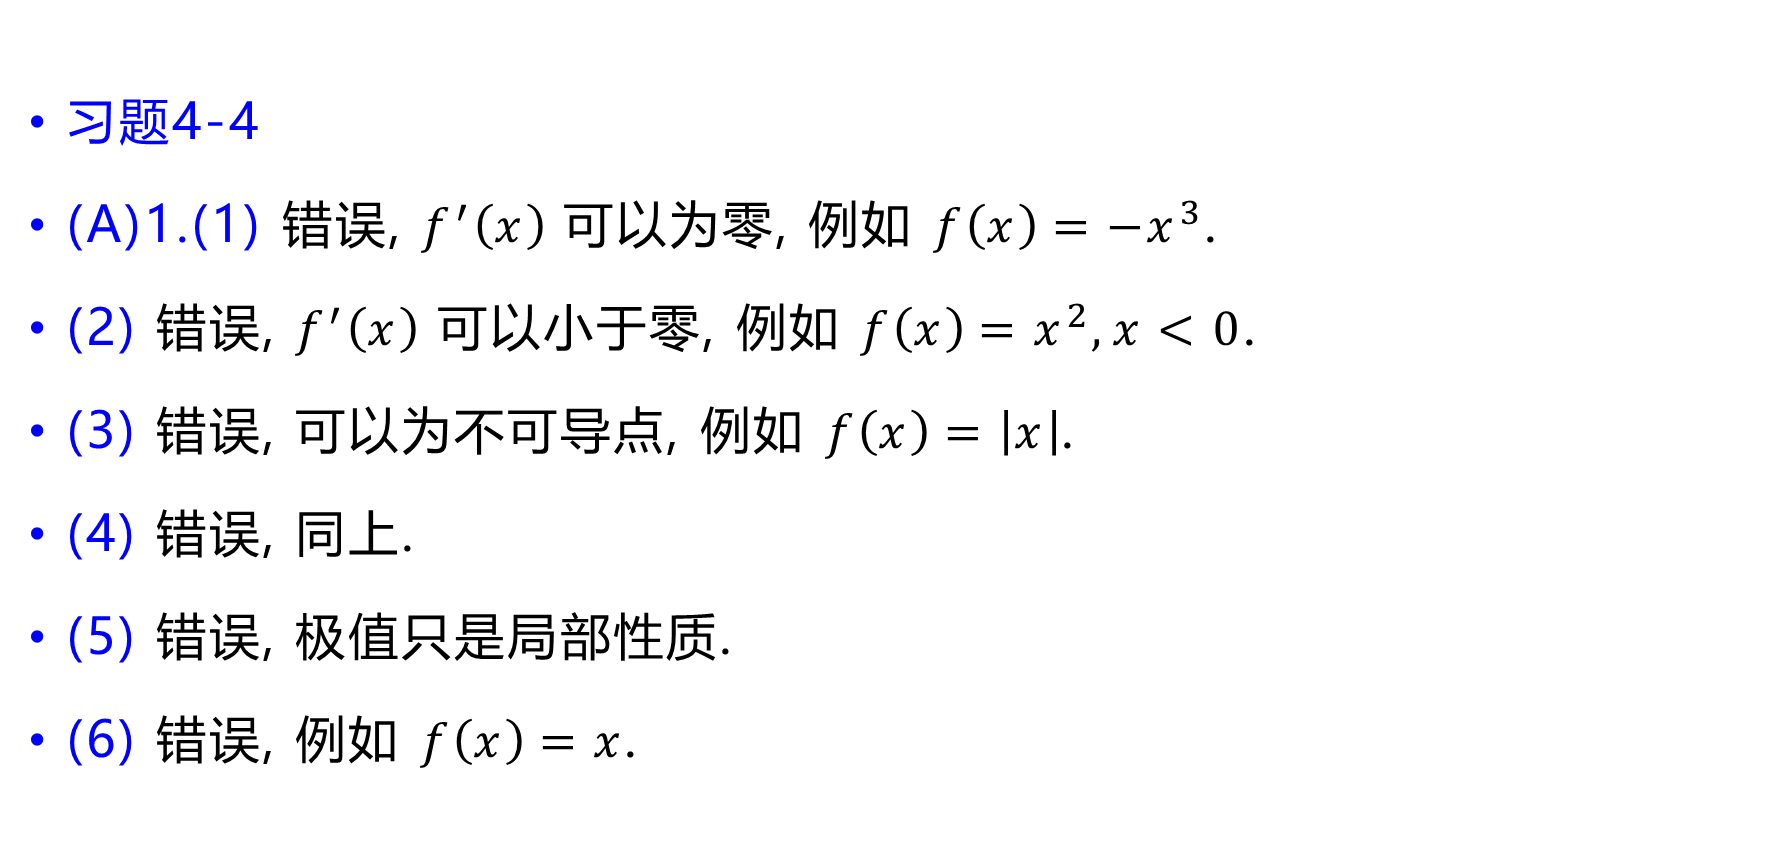 • 习题4-4
• (A)1.(1) 错误, f′(x) 可以为零, 例如 f(x) = −x³.
• (2) 错误, f′(x) 可以小于零, 例如 f(x) = x², x < 0.
• (3) 错误, 可以为不可导点, 例如 f(x) = |x|.
• (4) 错误, 同上.
• (5) 错误, 极值只是局部性质.
• (6) 错误, 例如 f(x) = x.